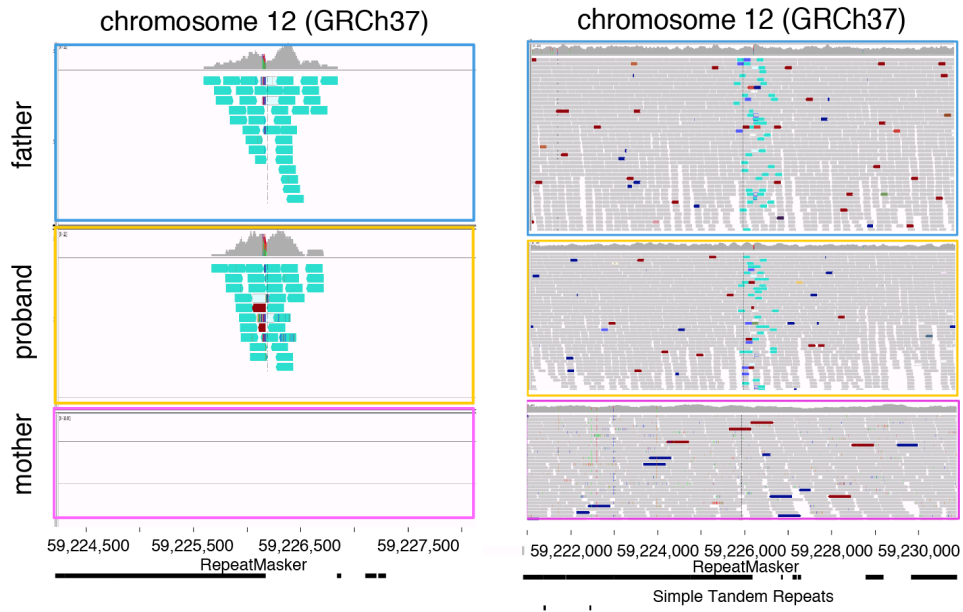 chromosome 12 (GRCh37)
chromosome 12 (GRCh37)
father
proband
mother
59,224,500 59,225,500 59,226,500 59,227,500
RepeatMasker
59,222,000 59,224,000 59,226,000 59,228,000 59,230,000
RepeatMasker
Simple Tandem Repeats